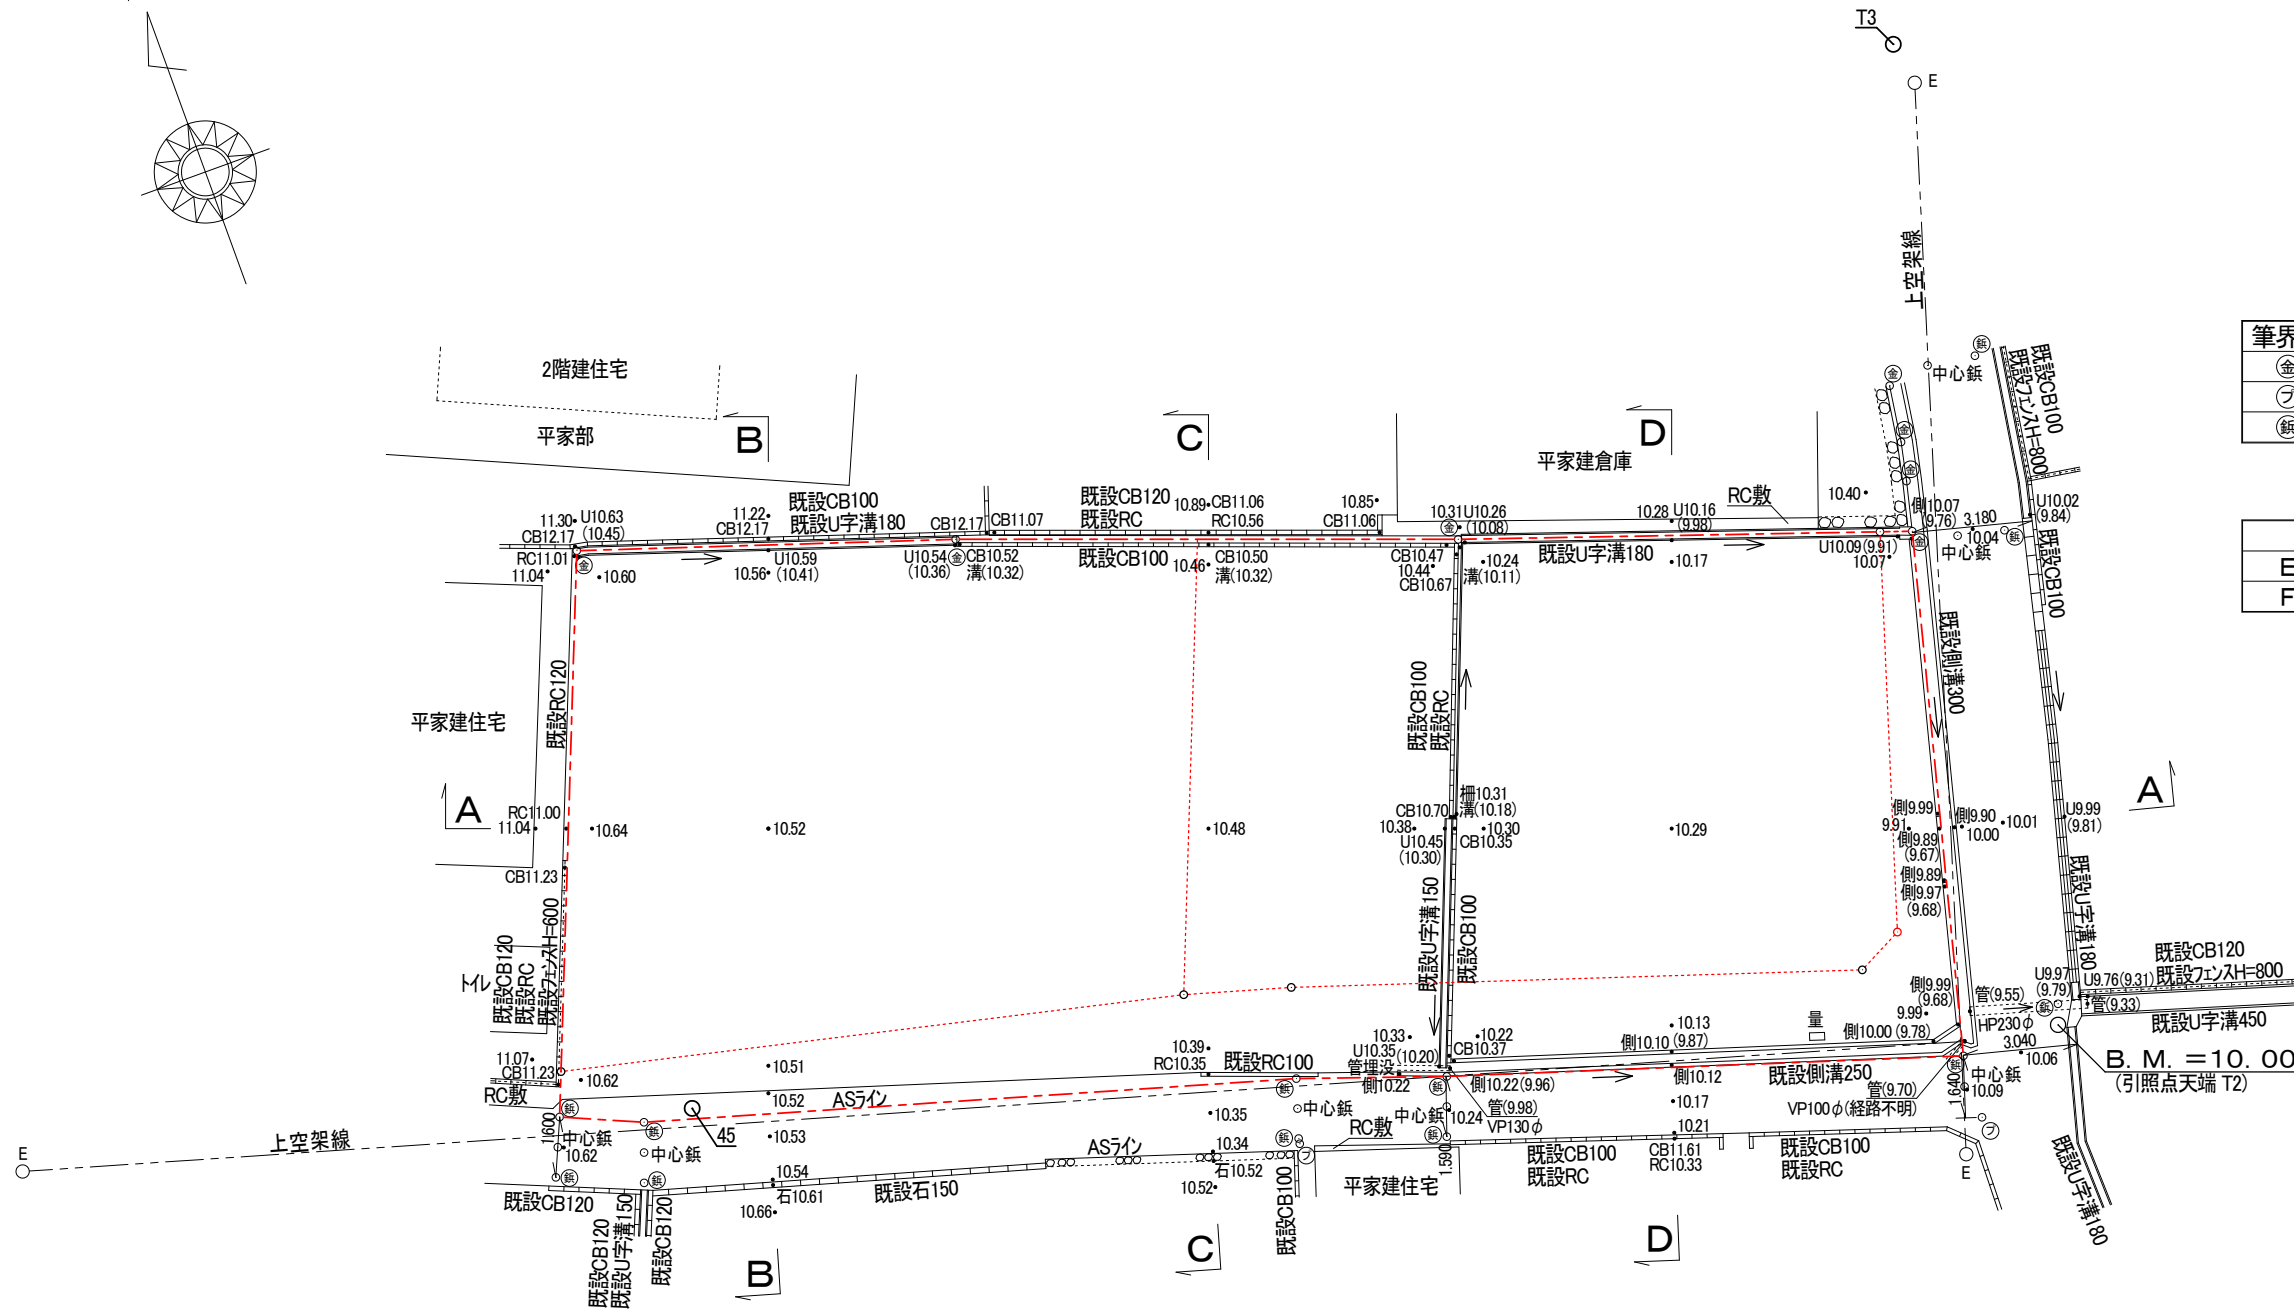 T3
E
上空架線
筆界
金
プ
鋲
E
F
2階建住宅
平家部
B
C
D
平家建倉庫
RC敷
10.40
中心鋲
鋲
既設CB100
既設フェンスH=800
金
金
金
側10.07
(9.76)
3.180
10.04
中心鋲
鋲
U10.02
(9.84)
既設CB100
11.30
U10.63
(10.45)
CB12.17
11.22
CB12.17
既設CB100
既設U字溝180
CB12.17
CB11.07
既設CB120
既設RC
10.89
CB11.06
RC10.56
10.85
CB11.06
10.31
U10.26
(10.08)
金
10.28
U10.16
(9.98)
U10.09(9.91)
10.07
金
RC11.01
11.04
金
10.60
U10.59
(10.41)
10.56
U10.54
(10.36)
金
CB10.52
溝(10.32)
既設CB100
CB10.50
10.46
溝(10.32)
CB10.47
10.44
CB10.67
10.24
溝(10.11)
既設U字溝180
10.17
既設RC120
平家建住宅
既設CB100
既設RC
既設側溝300
A
RC11.00
11.04
10.64
10.52
10.48
CB10.70
柵10.31
溝(10.18)
10.38
U10.45
(10.30)
10.30
CB10.35
10.29
側9.99
9.91
側9.89
(9.67)
側9.90
10.00
10.01
U9.99
(9.81)
A
側9.89
側9.97
(9.68)
CB11.23
トイレ
既設CB120
既設RC
既設フェンスH=600
既設U字溝150
既設CB100
既設U字溝180
側9.99
(9.68)
9.99
管(9.55)
HP230φ
鋲
U9.97
(9.79)
U9.76(9.31)
管(9.33)
既設CB120
既設フェンスH=800
既設U字溝450
11.07
CB11.23
RC敷
10.62
10.51
10.52
ASライン
10.39
RC10.35
既設RC100
10.33
U10.35
(10.20)
管埋没
側10.22
10.22
CB10.37
側10.22(9.96)
管(9.98)
VP130φ
10.13
側10.10
(9.87)
側10.12
量
側10.00
(9.78)
既設側溝250
管(9.70)
VP100φ(経路不明)
3.040
10.06
B. M. =10. 00
(引照点天端 T2)
鋲
中心鋲
10.09
1.640
プ
E
E
上空架線
1.600
鋲
中心鋲
10.62
鋲
鋲
中心鋲
鋲
45
10.53
10.54
石10.61
10.66
既設石150
ASライン
10.35
10.34
石10.52
10.52
鋲
中心鋲
鋲
プ
RC敷
平家建住宅
鋲
中心鋲
10.24
鋲
1.590
10.17
10.21
CB11.61
RC10.33
既設CB100
既設RC
既設CB100
既設RC
既設U字溝180
既設CB120
既設CB120
既設U字溝150
既設CB120
既設CB100
B
C
D